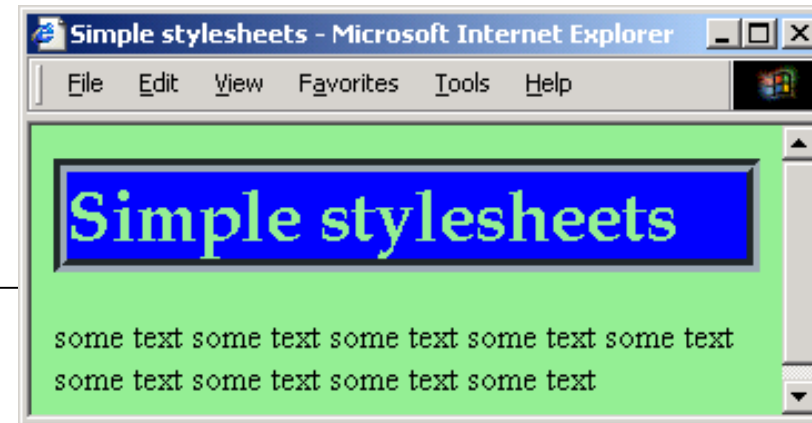 Simple stylesheets - Microsoft Internet Explorer
File Edit View Favorites Tools Help
Simple stylesheets
some text some text some text some text some text
some text some text some text some text